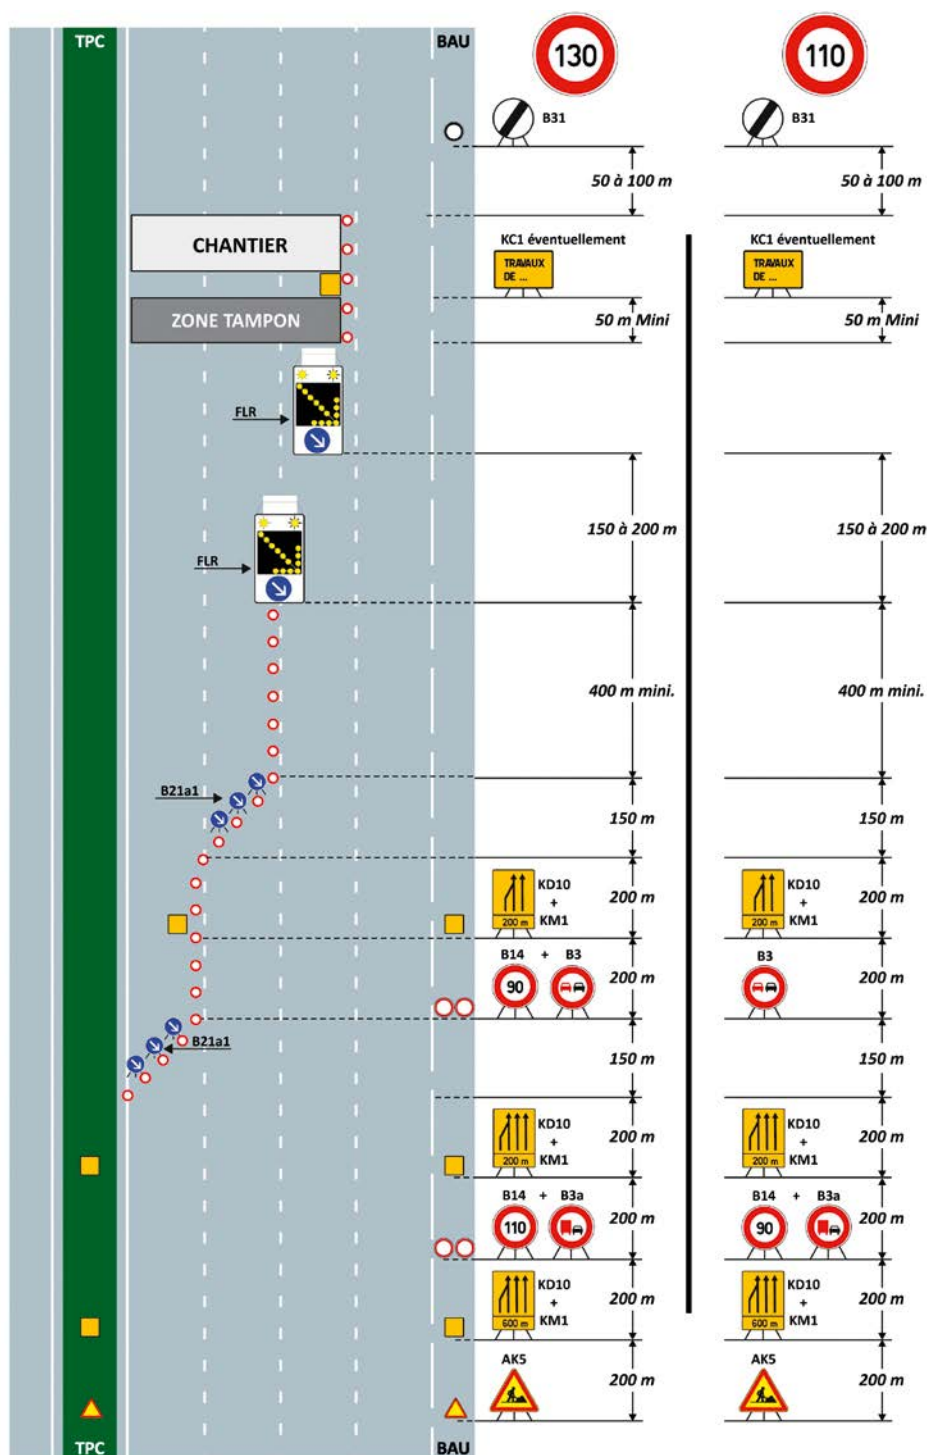 TPC
BAU
130
110
B31
B31
50 à 100 m
50 à 100 m
CHANTIER
KC1 éventuellement
KC1 éventuellement
TRAVAUX
DE ...
TRAVAUX
DE ...
ZONE TAMPON
50 m Mini
50 m Mini
FLR
150 à 200 m
150 à 200 m
FLR
400 m mini.
400 m mini.
B21a1
150 m
150 m
KD10
+
KM1
200 m
200 m
KD10
+
KM1
200 m
200 m
B14 + B3
90
200 m
B3
200 m
B21a1
150 m
150 m
KD10
+
KM1
200 m
200 m
KD10
+
KM1
200 m
200 m
B14 + B3a
110
200 m
B14 + B3a
90
200 m
KD10
+
KM1
600 m
200 m
KD10
+
KM1
600 m
200 m
AK5
200 m
AK5
200 m
TPC
BAU